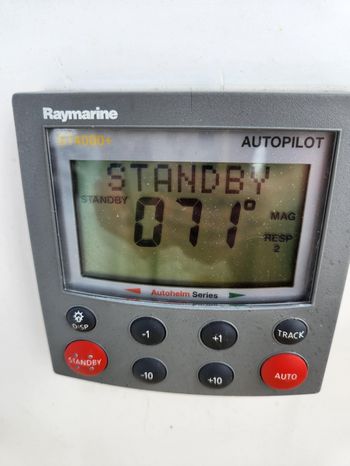 Raymarine
ST4000+ AUTOPILOT
STANDBY
STANDBY 071° MAG
RESP
2
Autohelm Series
DISP -1 +1 TRACK
STANDBY -10 +10 AUTO